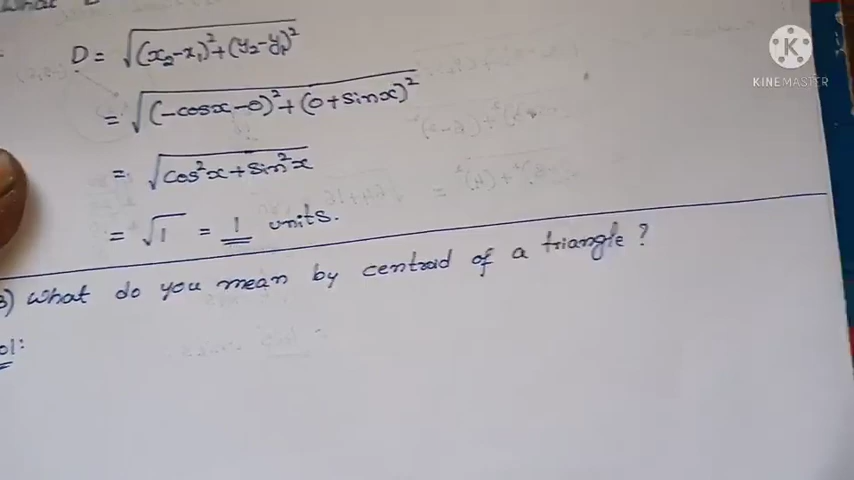 D = √(x₂-x₁)²+(y₂-y₁)²
= √(-cosx-0)²+(0+sinx)²
= √cos²x+sin²x
= √1 = 1 units.
3) What do you mean by centroid of a triangle?
ol:
K
KINEMASTER